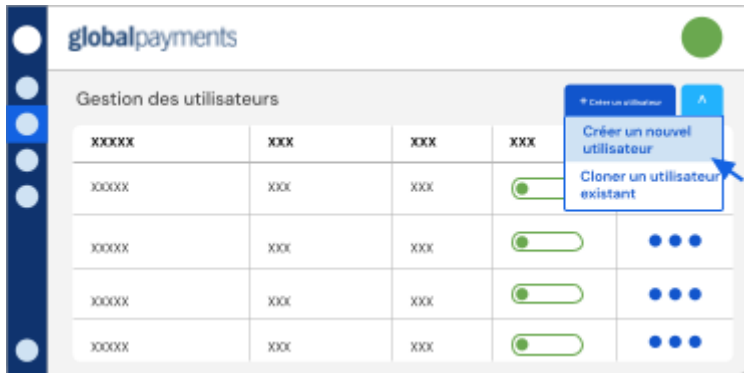 globalpayments
Gestion des utilisateurs
+ Créer un utilisateur
^
XXXXX XXX XXX XXX
Créer un nouvel
utilisateur
Cloner un utilisateur
existant
XXXXX XXX XXX
XXXXX XXX XXX
XXXXX XXX XXX
XXXXX XXX XXX